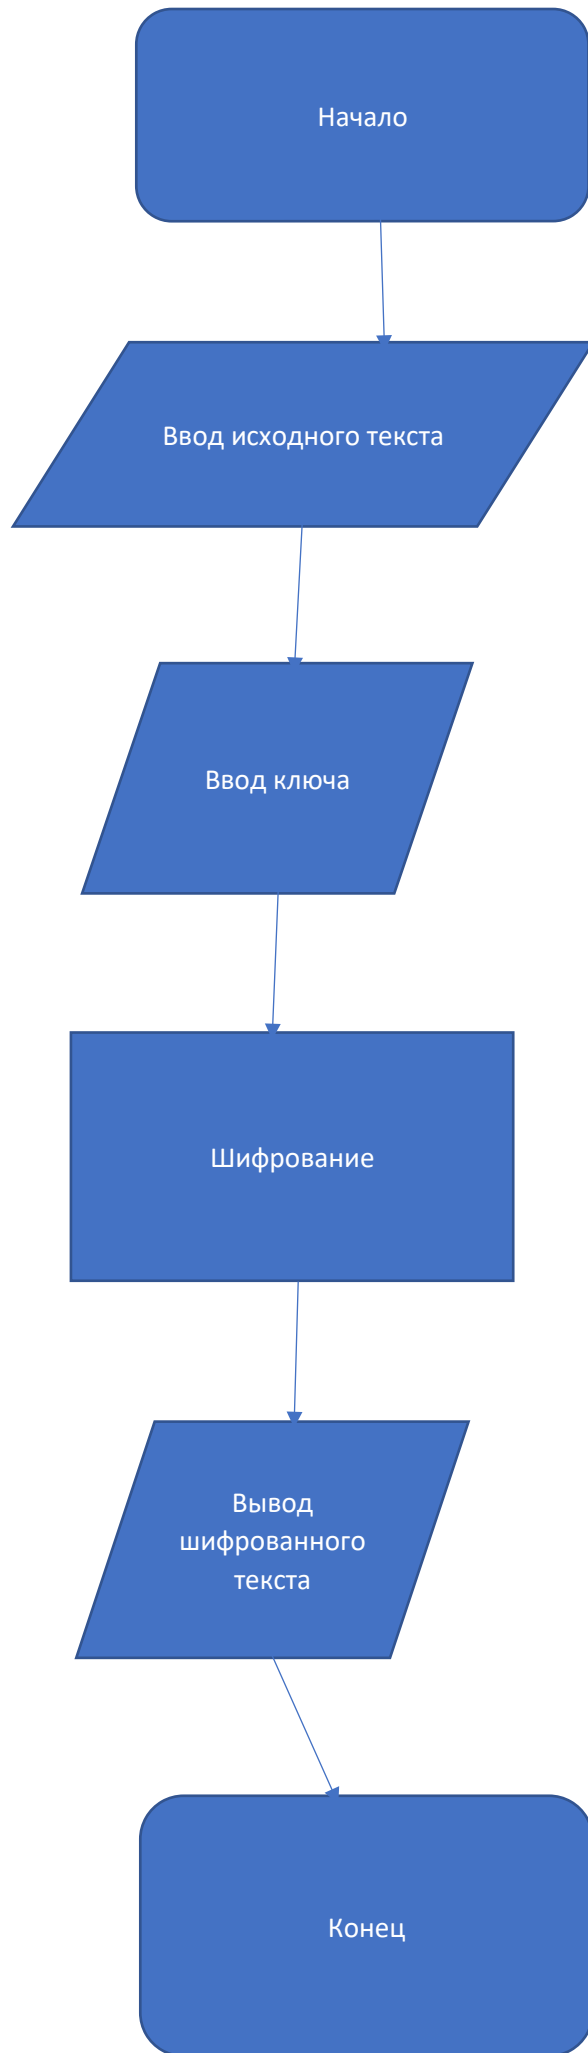 Начало
Ввод исходного текста
Ввод ключа
Шифрование
Вывод
шифрованного
текста
Конец